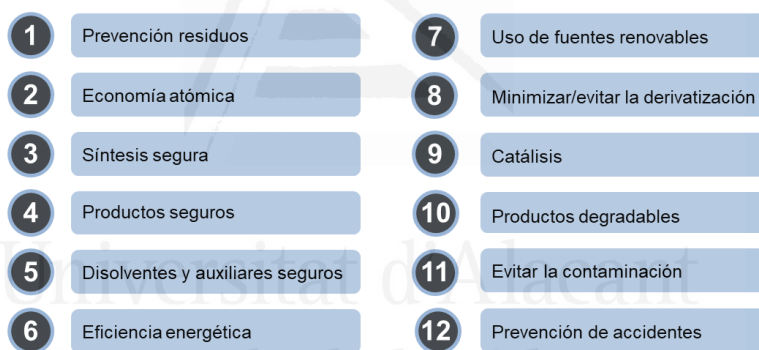 1 Prevención residuos
2 Economía atómica
3 Síntesis segura
4 Productos seguros
5 Disolventes y auxiliares seguros
6 Eficiencia energética
7 Uso de fuentes renovables
8 Minimizar/evitar la derivatización
9 Catálisis
10 Productos degradables
11 Evitar la contaminación
12 Prevención de accidentes
Universitat d'Alacant